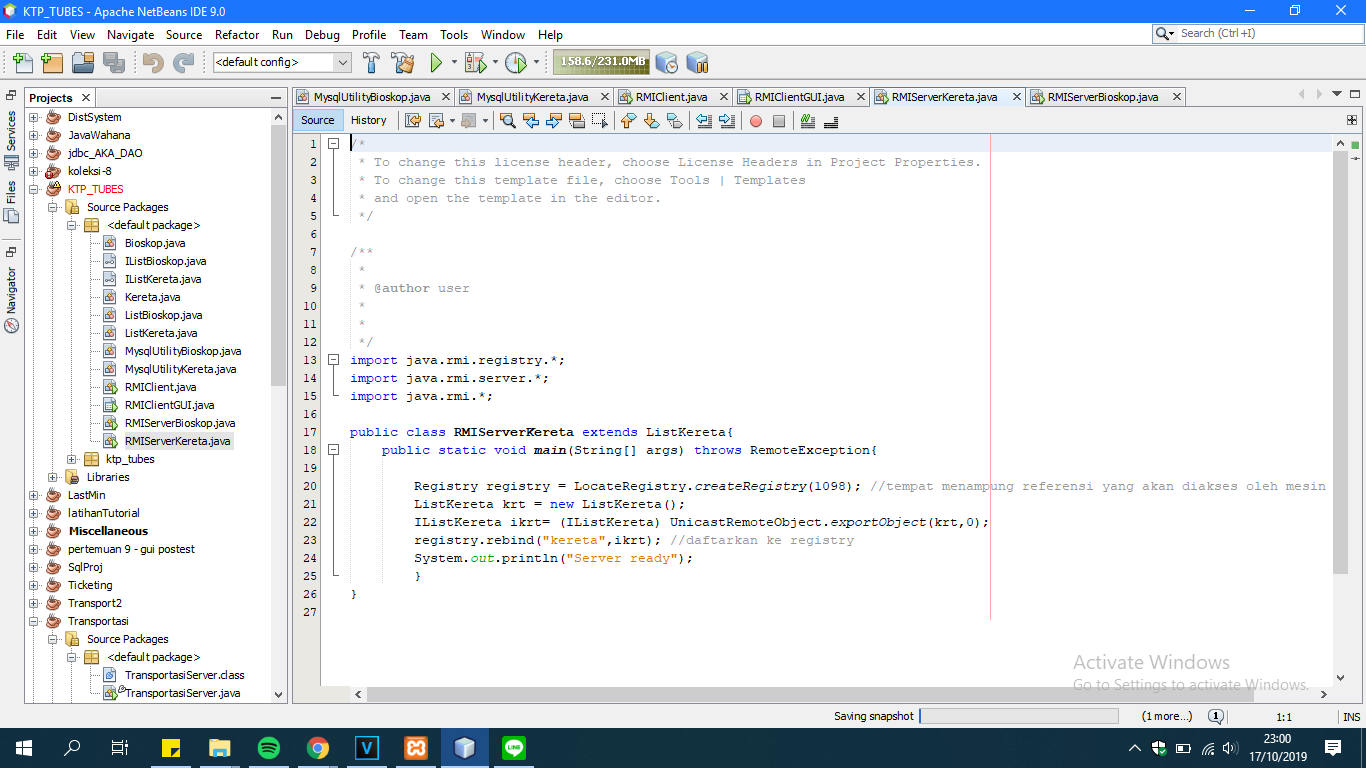 KTP_TUBES - Apache NetBeans IDE 9.0
File Edit View Navigate Source Refactor Run Debug Profile Team Tools Window Help
Search (Ctrl+I)
<default config>
158.6/231.0MB
Projects
MysqlUtilityBioskop.java
MysqlUtilityKereta.java
RMIClient.java
RMIClientGUI.java
RMIServerKereta.java
RMIServerBioskop.java
Services
Files
Navigator
DistSystem
JavaWahana
jdbc_AKA_DAO
koleksi-8
KTP_TUBES
Source Packages
<default package>
Bioskop.java
IListBioskop.java
IListKereta.java
Kereta.java
ListBioskop.java
ListKereta.java
MysqlUtilityBioskop.java
MysqlUtilityKereta.java
RMIClient.java
RMIClientGUI.java
RMIServerBioskop.java
RMIServerKereta.java
ktp_tubes
Libraries
LastMin
latihanTutorial
Miscellaneous
pertemuan 9 - gui postest
SqlProj
Ticketing
Transport2
Transportasi
Source Packages
<default package>
TransportasiServer.class
TransportasiServer.java
Source History
1 /*
2 * To change this license header, choose License Headers in Project Properties.
3 * To change this template file, choose Tools | Templates
4 * and open the template in the editor.
5 */
6
7 /**
8 *
9 * @author user
10 *
11 *
12 */
13 import java.rmi.registry.*;
14 import java.rmi.server.*;
15 import java.rmi.*;
16
17 public class RMIServerKereta extends ListKereta{
18 public static void main(String[] args) throws RemoteException{
19
20 Registry registry = LocateRegistry.createRegistry(1098); //tempat menampung referensi yang akan diakses oleh mesin
21 ListKereta krt = new ListKereta();
22 IListKereta ikrt= (IListKereta) UnicastRemoteObject.exportObject(krt,0);
23 registry.rebind("kereta",ikrt); //daftarkan ke registry
24 System.out.println("Server ready");
25 }
26 }
27
Activate Windows
Go to Settings to activate Windows.
Saving snapshot
(1 more...)
1
1:1
INS
23:00
17/10/2019